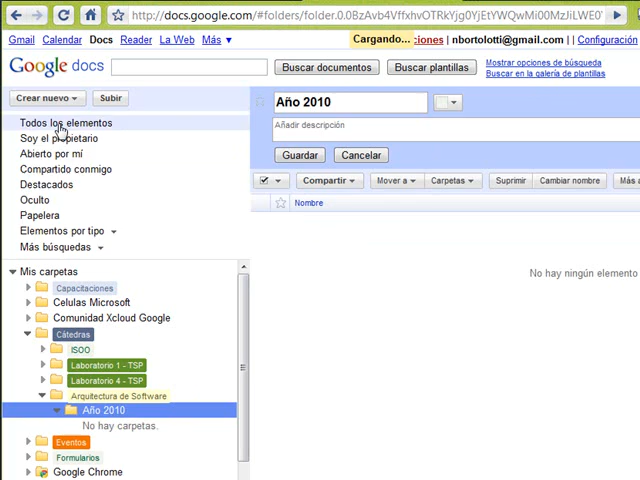 http://docs.google.com/#folders/folder.0.0BzAvb4VffxhvOTRkYjg0YjEtYWQwMi00MzJiLWE0
Gmail Calendar Docs Reader La Web Más ▼ Cargando... ciones | nbortolotti@gmail.com | Configuración
Google docs Buscar documentos Buscar plantillas Mostrar opciones de búsqueda
Buscar en la galería de plantillas
Crear nuevo Subir
Año 2010
Añadir descripción
Guardar Cancelar
Compartir Mover a Carpetas Suprimir Cambiar nombre Más a
Nombre
No hay ningún elemento
Todos los elementos
Soy el propietario
Abierto por mí
Compartido conmigo
Destacados
Oculto
Papelera
Elementos por tipo
Más búsquedas
Mis carpetas
Capacitaciones
Celulas Microsoft
Comunidad Xcloud Google
Cátedras
ISOO
Laboratorio 1 - TSP
Laboratorio 4 - TSP
Arquitectura de Software
Año 2010
No hay carpetas.
Eventos
Formularios
Google Chrome